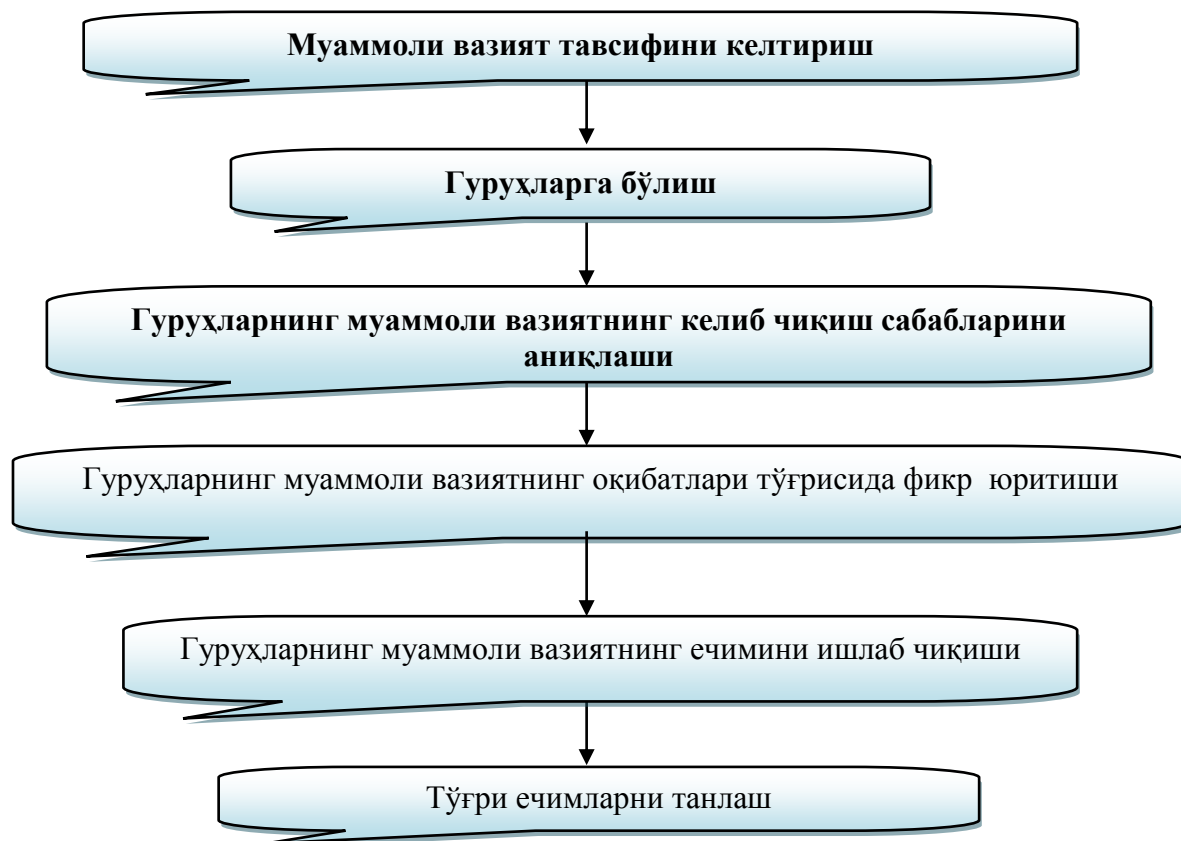 Муаммоли вазият тавсифини келтириш
Гуруҳларга бўлиш
Гуруҳларнинг муаммоли вазиятнинг келиб чиқиш сабабларини
аниқлаши
Гуруҳларнинг муаммоли вазиятнинг оқибатлари тўғрисида фикр  юритиши
Гуруҳларнинг муаммоли вазиятнинг ечимини ишлаб чиқиши
Тўғри ечимларни танлаш